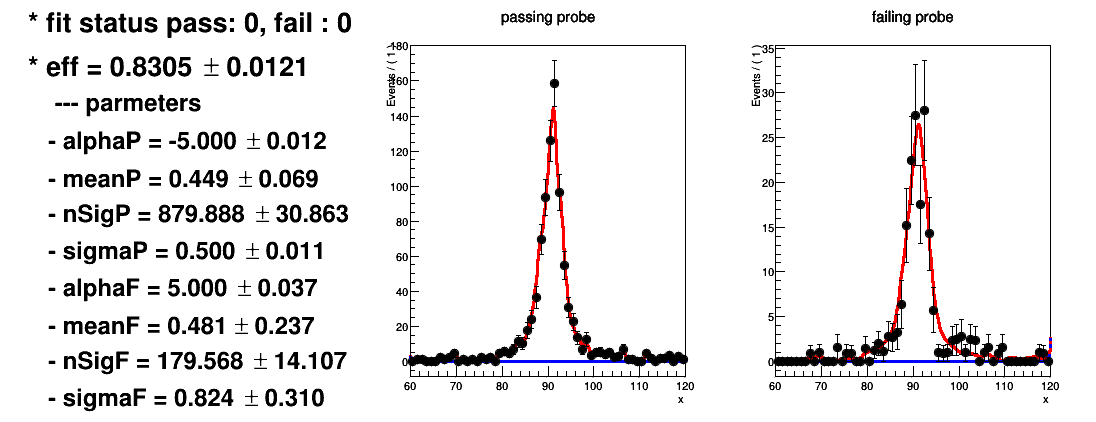 * fit status pass: 0, fail : 0
* eff = 0.8305 ± 0.0121
--- parmeters
- alphaP = -5.000 ± 0.012
- meanP = 0.449 ± 0.069
- nSigP = 879.888 ± 30.863
- sigmaP = 0.500 ± 0.011
- alphaF = 5.000 ± 0.037
- meanF = 0.481 ± 0.237
- nSigF = 179.568 ± 14.107
- sigmaF = 0.824 ± 0.310
passing probe
Events / ( 1 )
180
160
140
120
100
80
60
40
20
0
60 70 80 90 100 110 120
x
failing probe
Events / ( 1 )
35
30
25
20
15
10
5
0
60 70 80 90 100 110 120
x